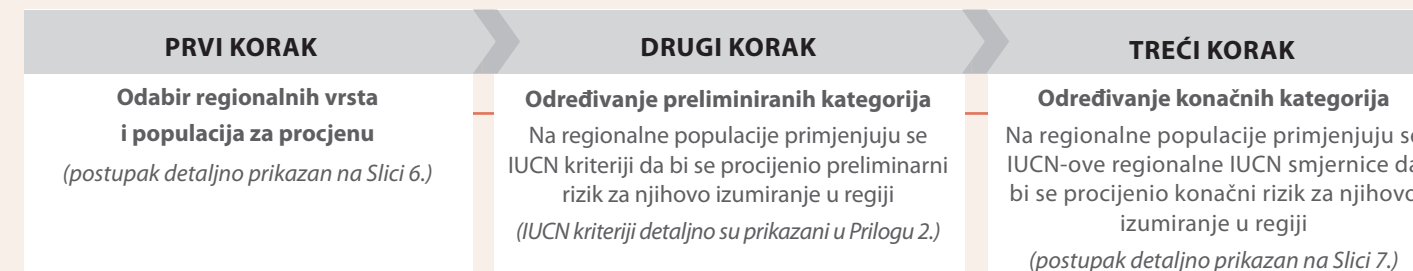 PRVI KORAK
Odabir regionalnih vrsta
i populacija za procjenu
(postupak detaljno prikazan na Slici 6.)
DRUGI KORAK
Određivanje preliminiranih kategorija
Na regionalne populacije primjenjuju se
IUCN kriteriji da bi se procijenio preliminarni
rizik za njihovo izumiranje u regiji
(IUCN kriteriji detaljno su prikazani u Prilogu 2.)
TREĆI KORAK
Određivanje konačnih kategorija
Na regionalne populacije primjenjuju se
IUCN-ove regionalne IUCN smjernice da
bi se procijenio konačni rizik za njihovo
izumiranje u regiji
(postupak detaljno prikazan na Slici 7.)